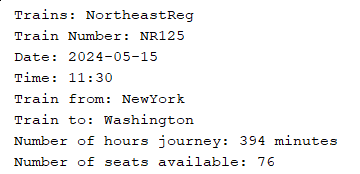 Trains: NortheastReg
Train Number: NR125
Date: 2024-05-15
Time: 11:30
Train from: NewYork
Train to: Washington
Number of hours journey: 394 minutes
Number of seats available: 76